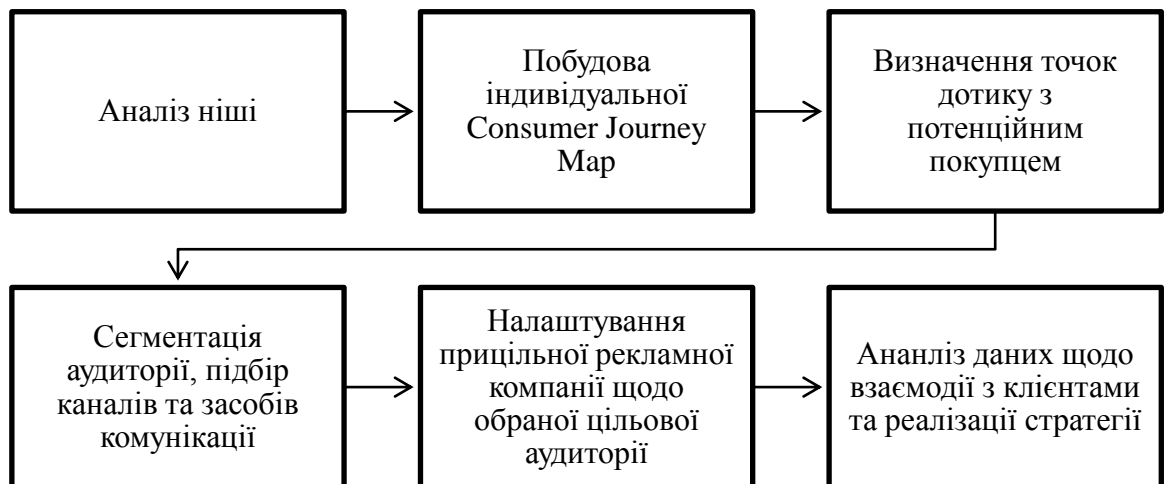 Аналіз ніші
Побудова
індивідуальної
Consumer Journey
Map
Визначення точок
дотику з
потенційним
покупцем
Сегментація
аудиторії, підбір
каналів та засобів
комунікації
Налаштування
прицільної рекламної
компанії щодо
обраної цільової
аудиторії
Ананліз даних щодо
взаємодії з клієнтами
та реалізації стратегії